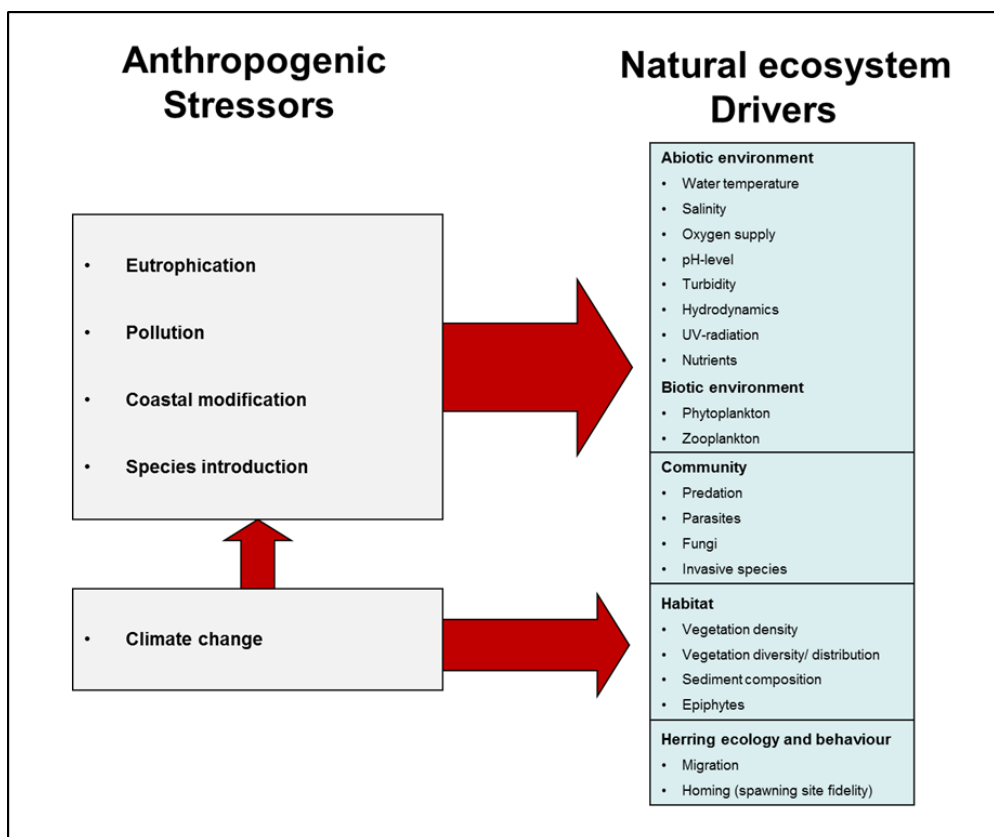 Anthropogenic
Stressors
• Eutrophication
• Pollution
• Coastal modification
• Species introduction
• Climate change
Natural ecosystem
Drivers
Abiotic environment
• Water temperature
• Salinity
• Oxygen supply
• pH-level
• Turbidity
• Hydrodynamics
• UV-radiation
• Nutrients
Biotic environment
• Phytoplankton
• Zooplankton
Community
• Predation
• Parasites
• Fungi
• Invasive species
Habitat
• Vegetation density
• Vegetation diversity/ distribution
• Sediment composition
• Epiphytes
Herring ecology and behaviour
• Migration
• Homing (spawning site fidelity)